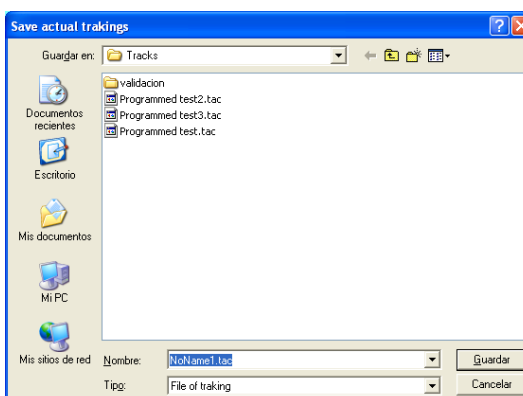 Save actual trakings
Guardar en:
Tracks
validacion
Programmed test2.tac
Programmed test3.tac
Programmed test.tac
Documentos
recientes
Escritorio
Mis documentos
Mi PC
Mis sitios de red
Nombre:
NoName1.tac
Guardar
Tipo:
File of traking
Cancelar